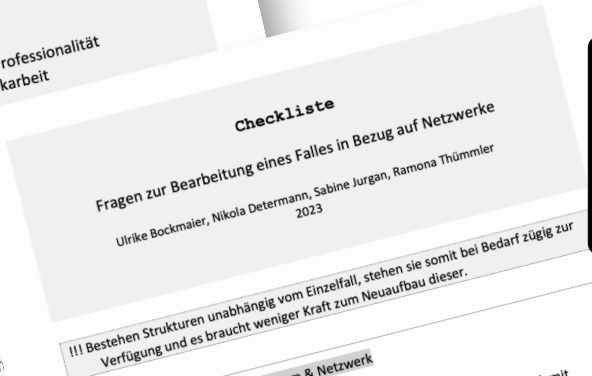 rofessionalität
karbeit
Checkliste
Fragen zur Bearbeitung eines Falles in Bezug auf Netzwerke
Ulrike Bockmaier, Nikola Determann, Sabine Jurgan, Ramona Thümmler
2023
!!! Bestehen Strukturen unabhängig vom Einzelfall, stehen sie somit bei Bedarf zügig zur
Verfügung und es braucht weniger Kraft zum Neuaufbau dieser.
& Netzwerk